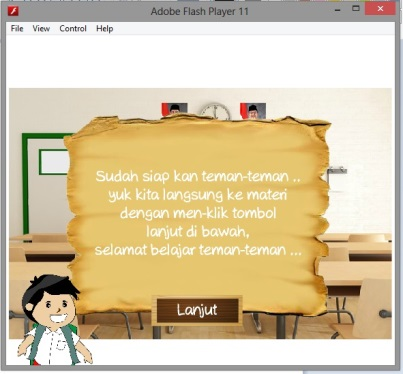 Adobe Flash Player 11
File View Control Help
Sudah siap kan teman-teman ..
yuk kita langsung ke materi
dengan men-klik tombol
lanjut di bawah,
selamat belajar teman-teman ...
Lanjut